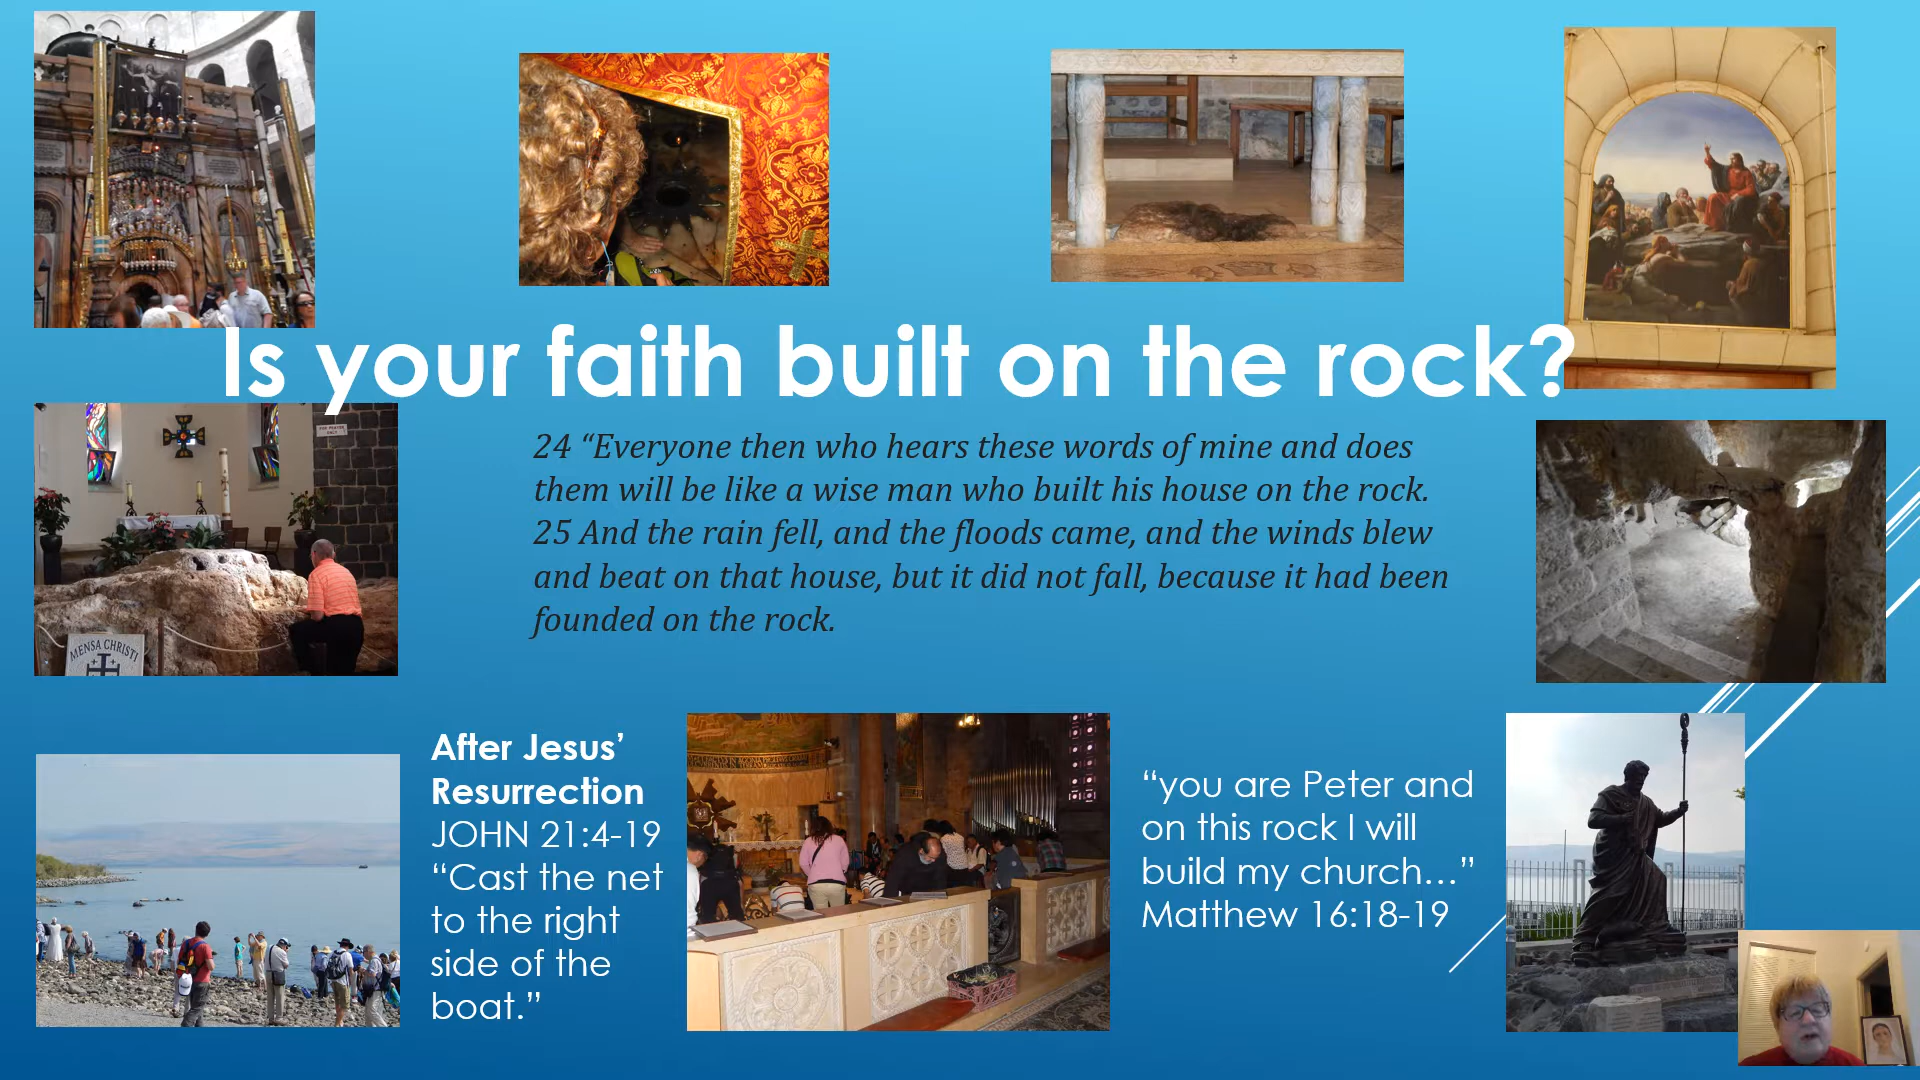 Is your faith built on the rock?
24 “Everyone then who hears these words of mine and does
them will be like a wise man who built his house on the rock.
25 And the rain fell, and the floods came, and the winds blew
and beat on that house, but it did not fall, because it had been
founded on the rock.
FOR PRAYER
ONLY
MENSA CHRISTI
After Jesus’
Resurrection
JOHN 21:4-19
“Cast the net
to the right
side of the
boat.”
“you are Peter and
on this rock I will
build my church…”
Matthew 16:18-19